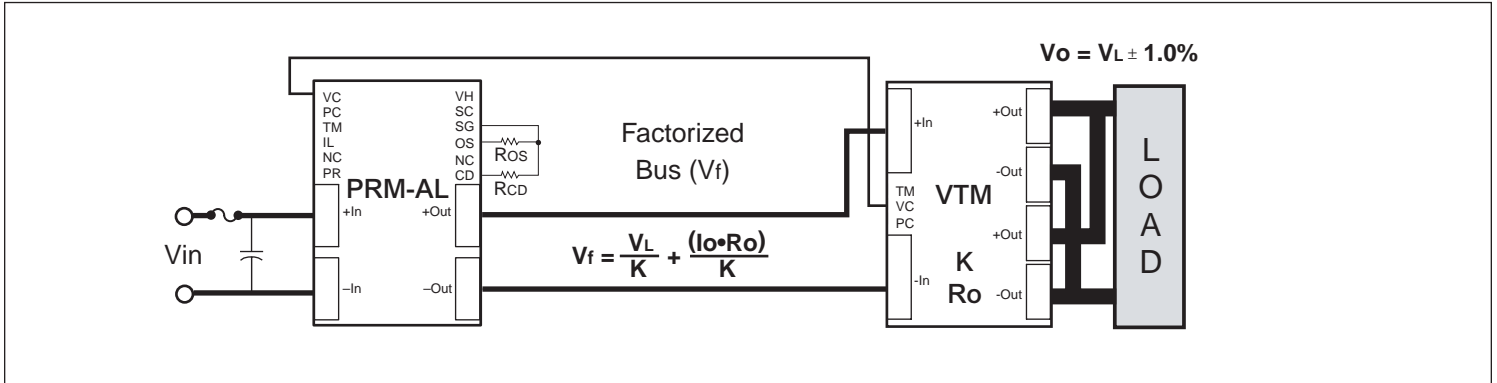 Vo = VL ± 1.0%
VC
PC
TM
IL
NC
PR
VH
SC
SG
OS
NC
CD
ROS
RCD
PRM-AL
+In
–In
+Out
–Out
Vin
Factorized
Bus (Vf)
Vf = VL/K + (Io•Ro)/K
+In
-In
TM
VC
PC
VTM
K
Ro
+Out
-Out
+Out
-Out
LOAD